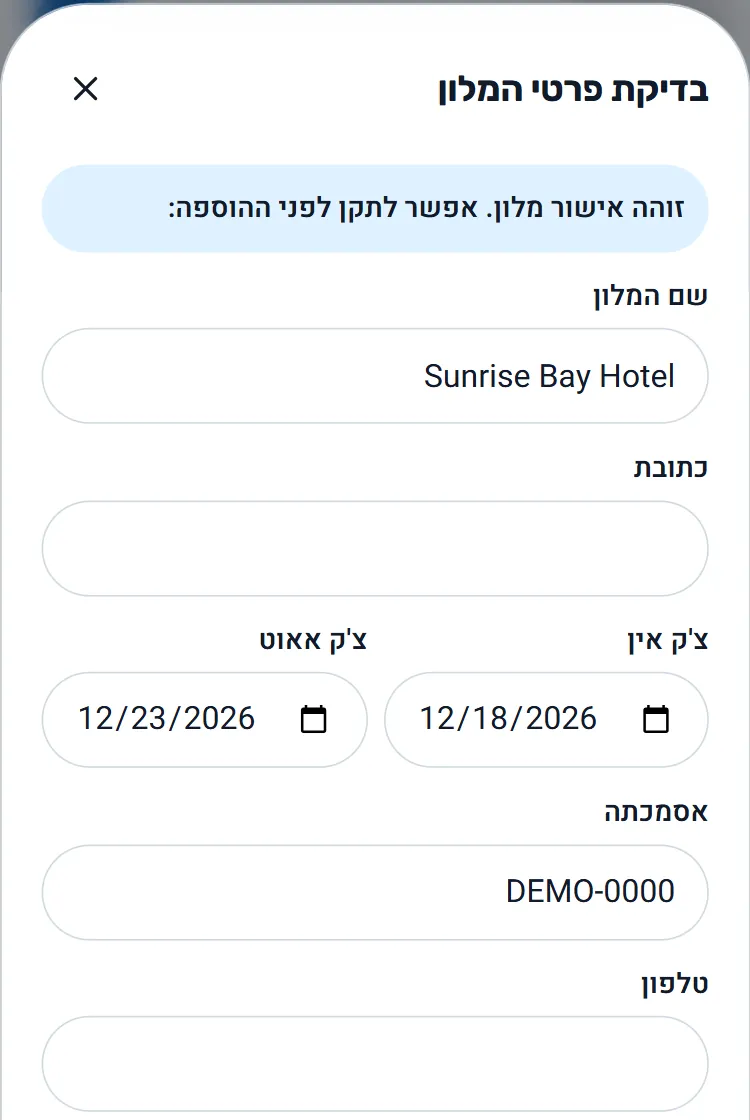 בדיקת פרטי המלון
זוהה אישור מלון. אפשר לתקן לפני ההוספה:
שם המלון
Sunrise Bay Hotel
כתובת
צ'ק אין
צ'ק אאוט
12/18/2026
12/23/2026
אסמכתה
DEMO-0000
טלפון